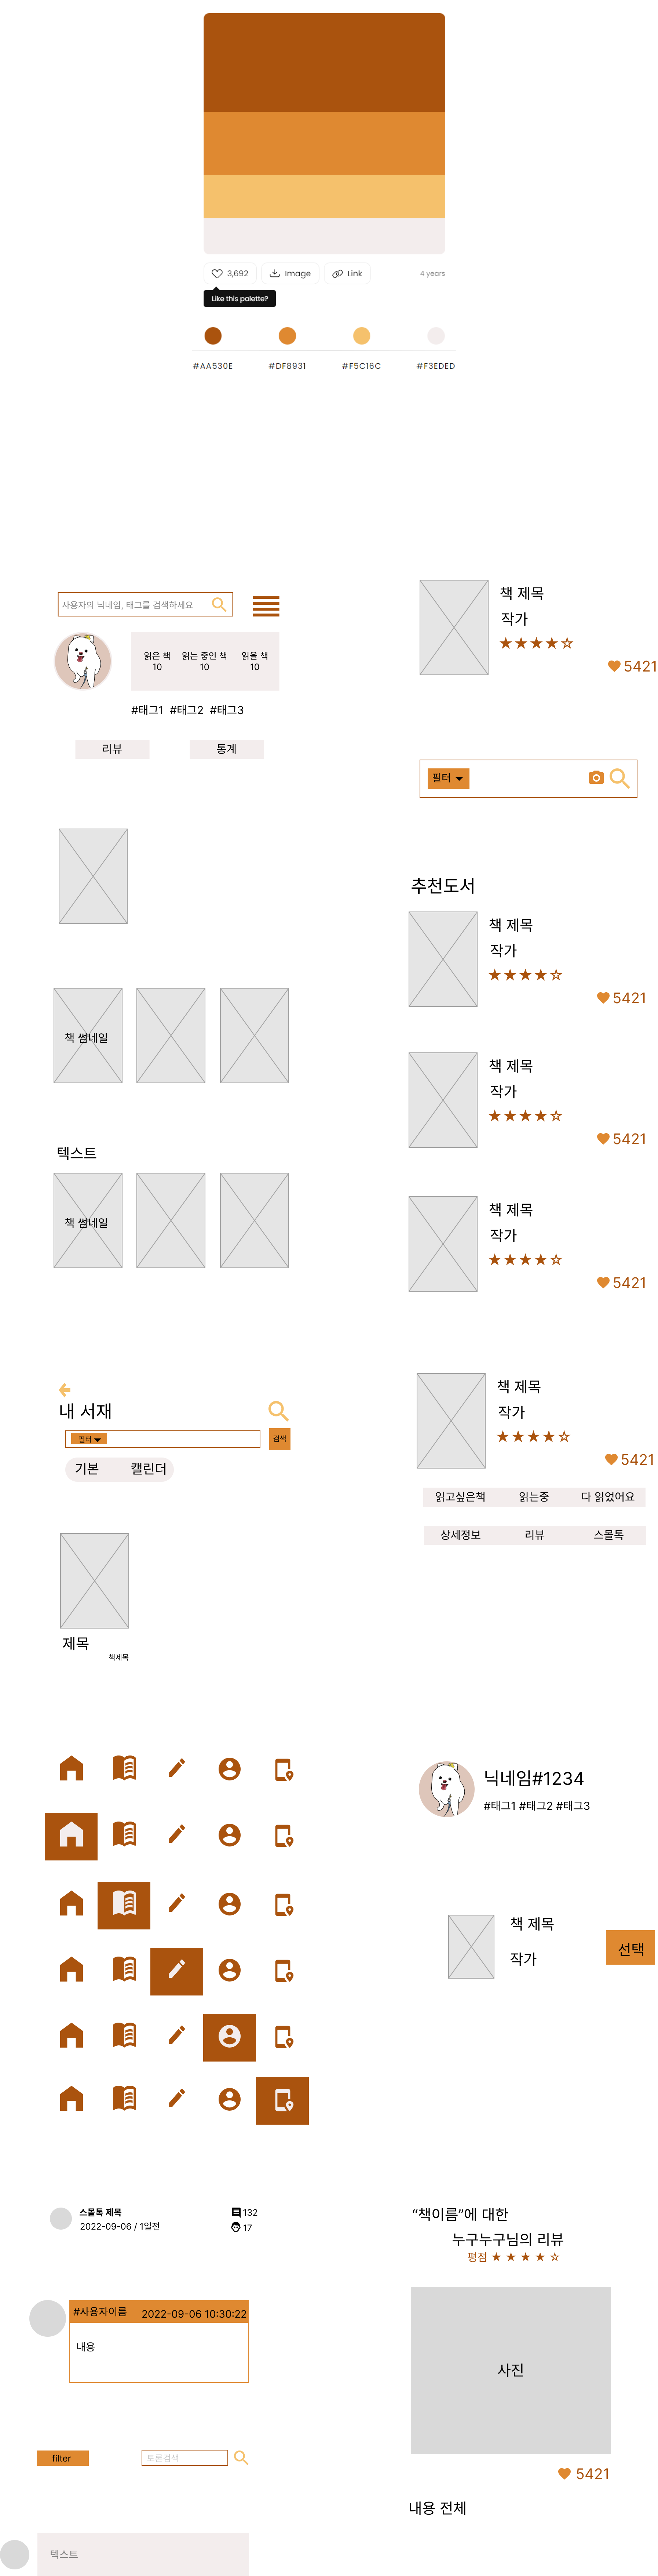 3,692 Image Link 4 years
Like this palette?
#AA530E #DF8931 #F5C16C #F3EDED
사용자의 닉네임, 태그를 검색하세요
읽은 책 읽는 중인 책 읽을 책
10 10 10
#태그1 #태그2 #태그3
리뷰 통계
책 제목
작가
★★★★☆
5421
필터
추천도서
책 제목
작가
★★★★☆
5421
책 썸네일
책 제목
작가
★★★★☆
5421
텍스트
책 썸네일
책 제목
작가
★★★★☆
5421
내 서재
필터
검색
기본 캘린더
책 제목
작가
★★★★☆
5421
읽고싶은책 읽는중 다 읽었어요
상세정보 리뷰 스몰톡
제목
책제목
닉네임#1234
#태그1 #태그2 #태그3
책 제목
작가
선택
스몰톡 제목
2022-09-06 / 1일전
132
17
#사용자이름 2022-09-06 10:30:22
내용
filter
토론검색
텍스트
“책이름”에 대한
누구누구님의 리뷰
평점 ★ ★ ★ ★ ☆
사진
5421
내용 전체